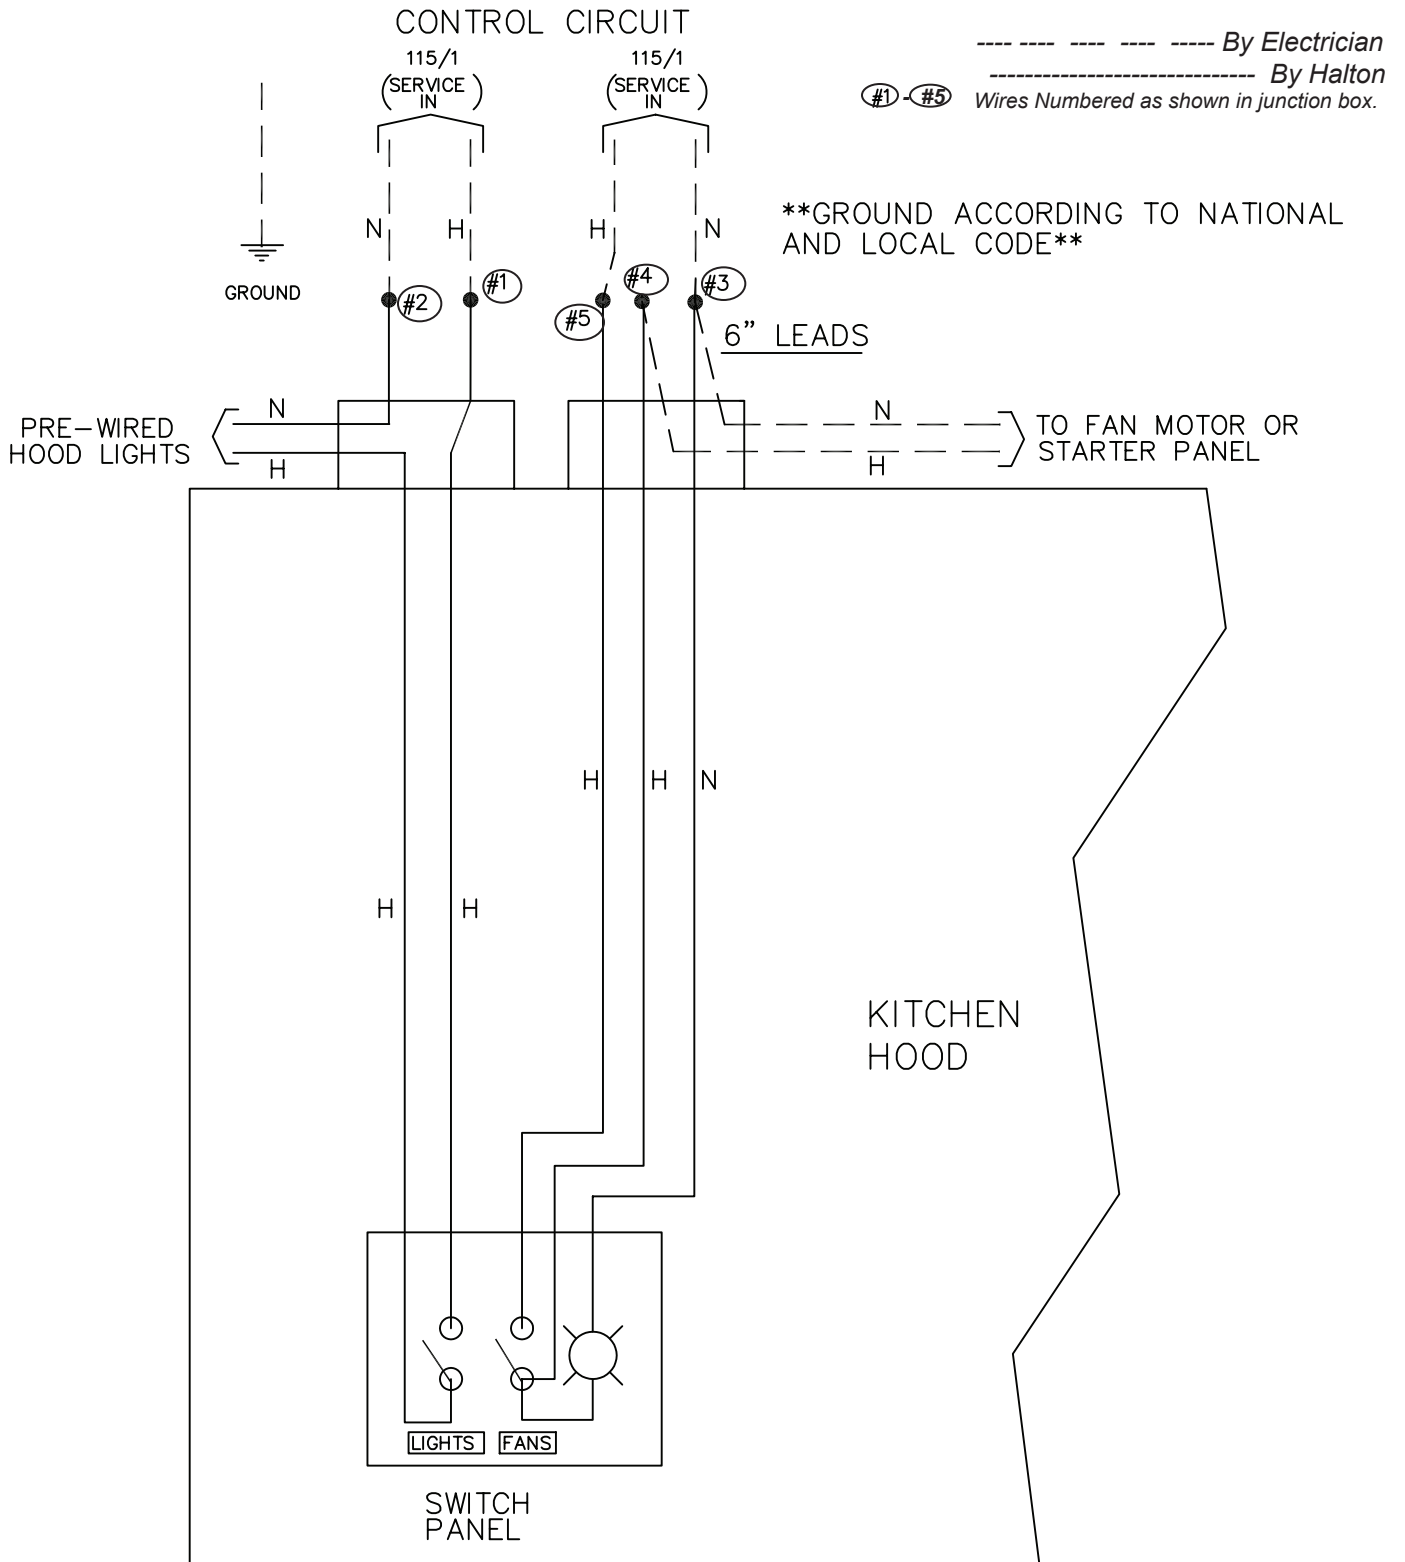 CONTROL CIRCUIT
---- ---- ---- ---- ----- By Electrician
------------------------------ By Halton
#1 - #5 Wires Numbered as shown in junction box.
115/1
(SERVICE IN)
115/1
(SERVICE IN)
N
H
H
N
**GROUND ACCORDING TO NATIONAL
AND LOCAL CODE**
GROUND
#2
#1
#5
#4
#3
6” LEADS
PRE-WIRED
HOOD LIGHTS
N
H
N
H
TO FAN MOTOR OR
STARTER PANEL
H
H
N
H
H
KITCHEN
HOOD
LIGHTS
FANS
SWITCH
PANEL